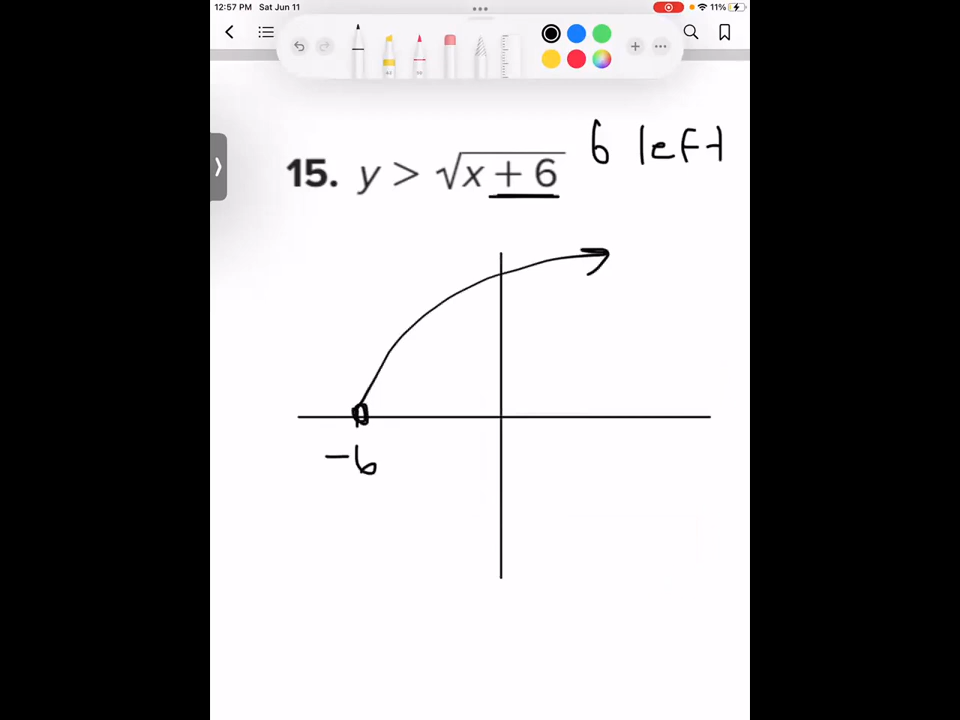 12:57 PM Sat Jun 11
11%
6 left
15. y > √x + 6
-6